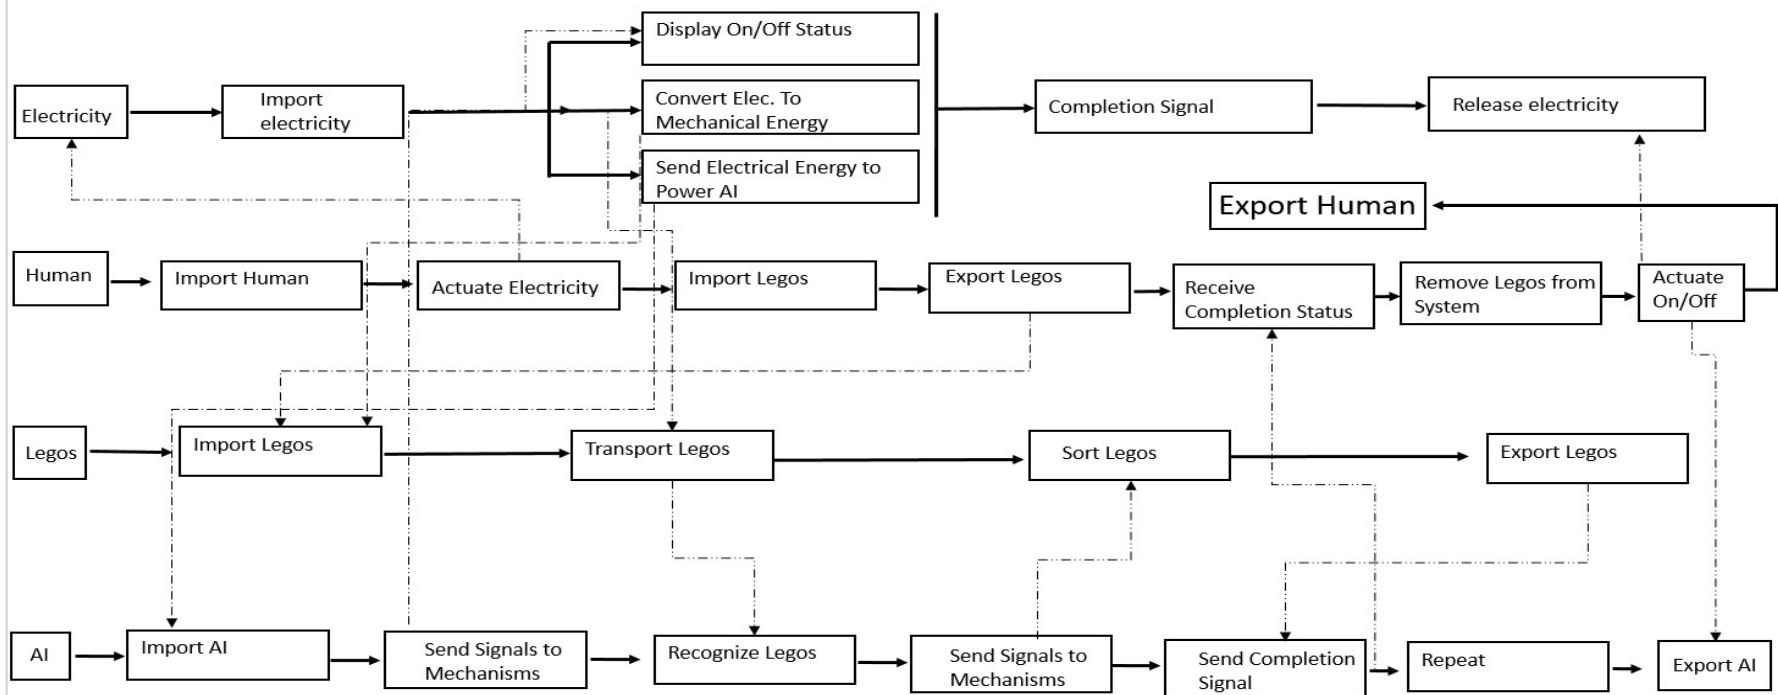 Display On/Off Status
Electricity
Import
electricity
Convert Elec. To
Mechanical Energy
Completion Signal
Release electricity
Send Electrical Energy to
Power AI
Export Human
Human
Import Human
Actuate Electricity
Import Legos
Export Legos
Receive
Completion Status
Remove Legos from
System
Actuate
On/Off
Legos
Import Legos
Transport Legos
Sort Legos
Export Legos
AI
Import AI
Send Signals to
Mechanisms
Recognize Legos
Send Signals to
Mechanisms
Send Completion
Signal
Repeat
Export AI